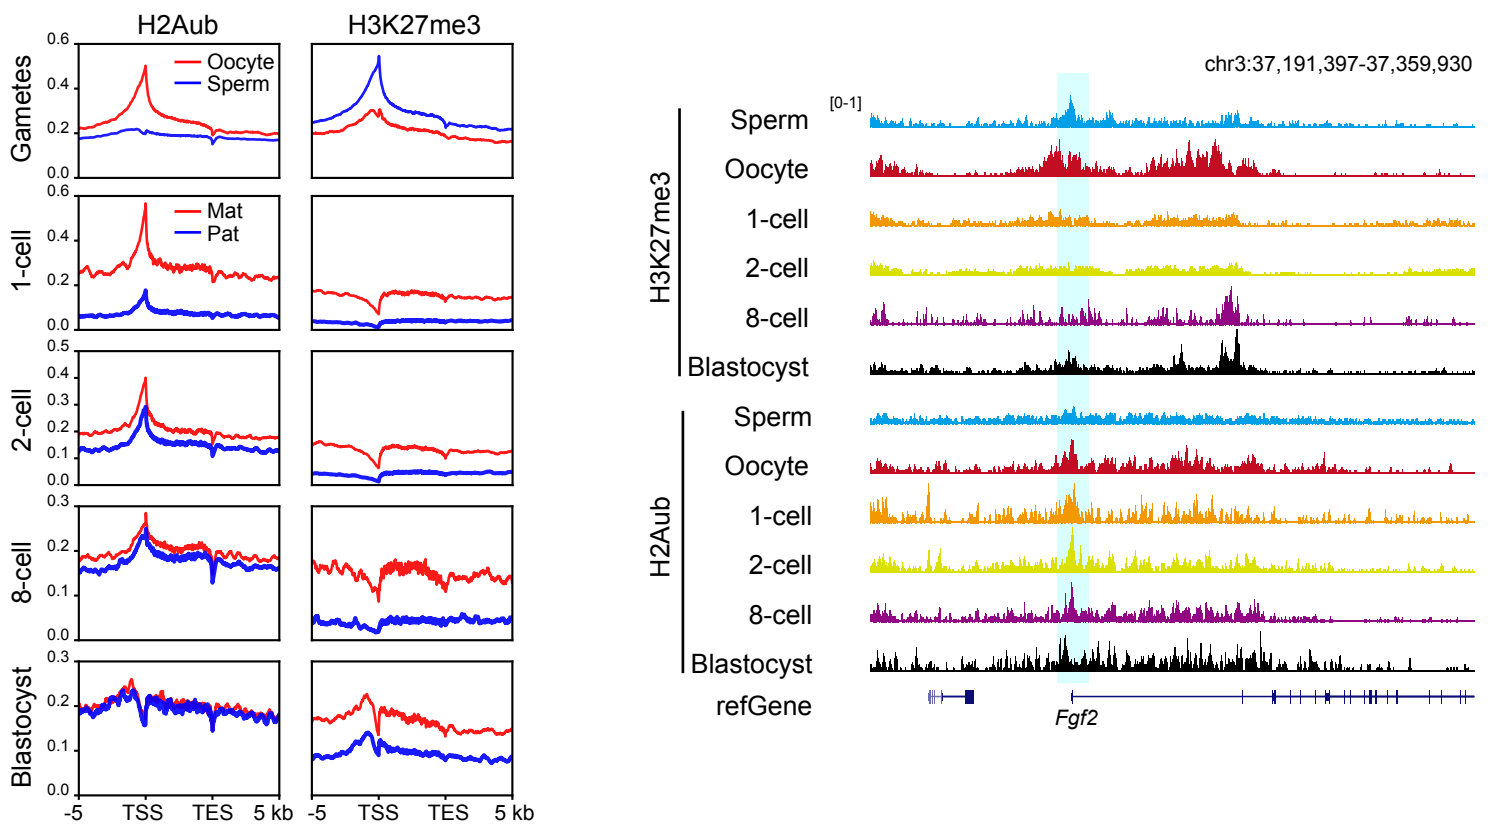 H2Aub
H3K27me3
Gametes
0.6
0.4
0.2
0.0
Oocyte
Sperm
1-cell
0.6
0.4
0.2
0.0
Mat
Pat
2-cell
0.5
0.4
0.3
0.2
0.1
0.0
8-cell
0.3
0.2
0.1
0.0
Blastocyst
0.3
0.2
0.1
0.0
-5 TSS TES 5 kb
-5 TSS TES 5 kb
chr3:37,191,397-37,359,930
[0-1]
H3K27me3
Sperm
Oocyte
1-cell
2-cell
8-cell
Blastocyst
H2Aub
Sperm
Oocyte
1-cell
2-cell
8-cell
Blastocyst
refGene
Fgf2